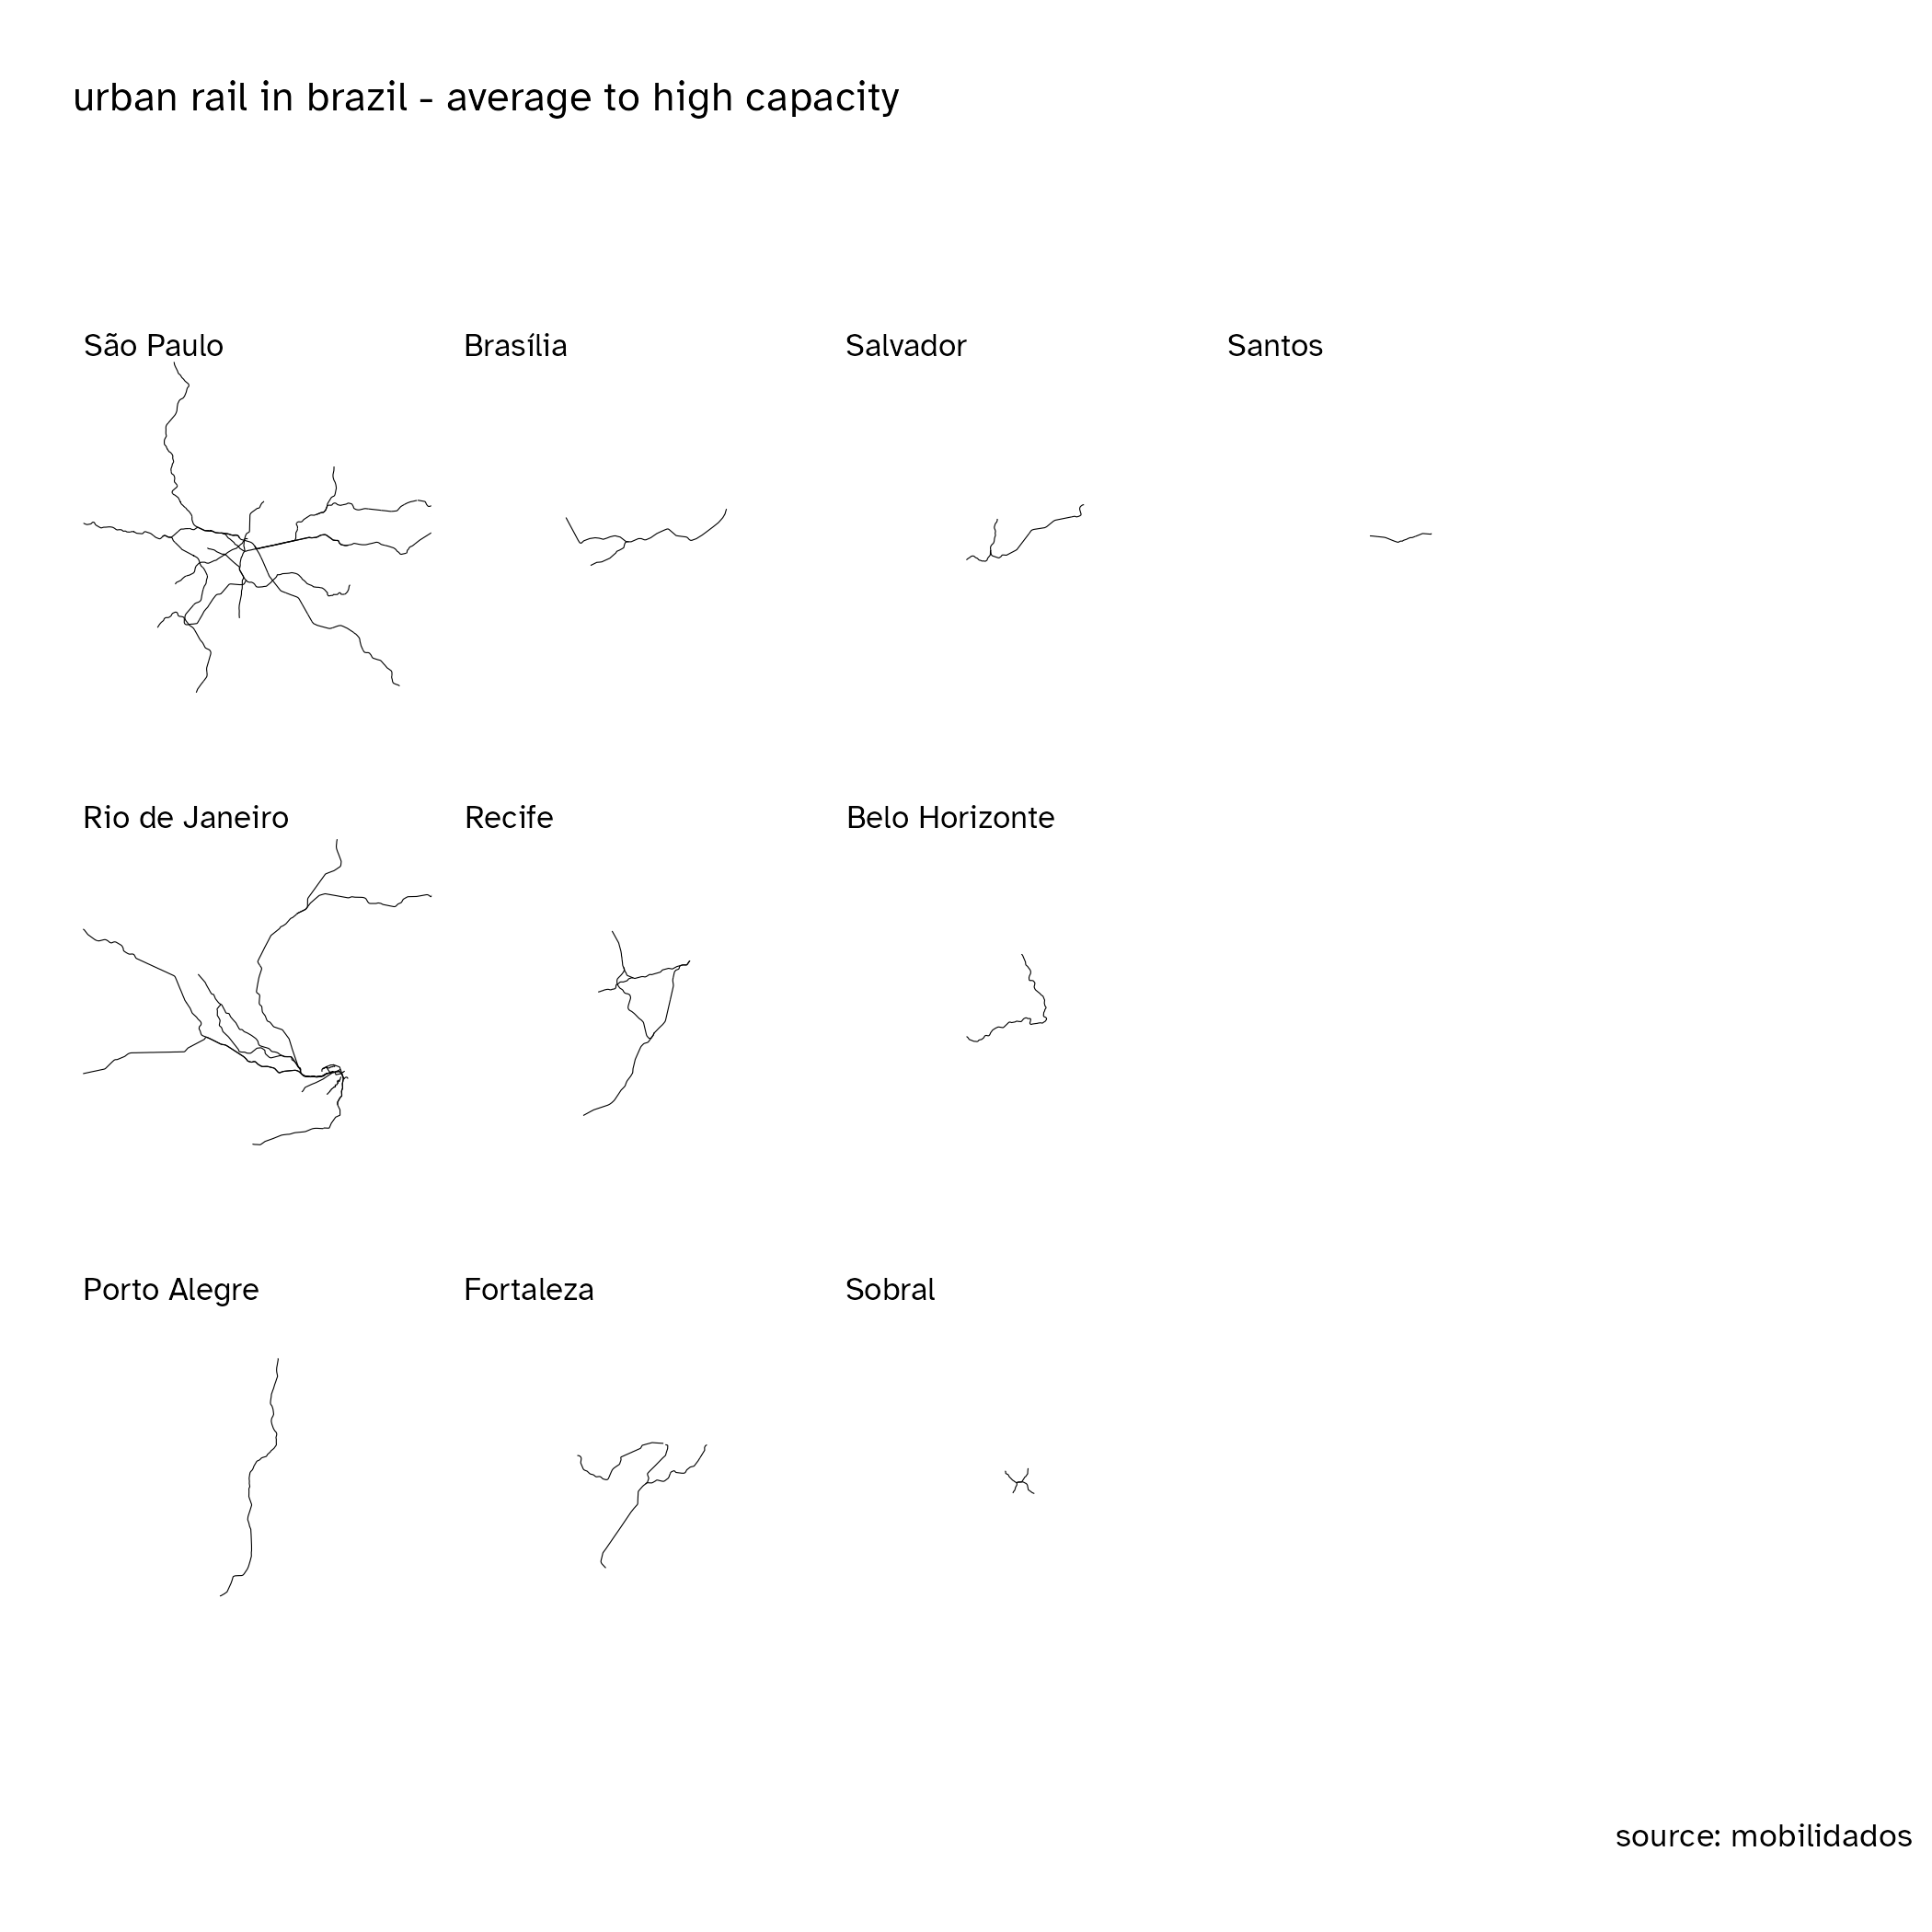 urban rail in brazil - average to high capacity
São Paulo
Brasília
Salvador
Santos
Rio de Janeiro
Recife
Belo Horizonte
Porto Alegre
Fortaleza
Sobral
source: mobilidados